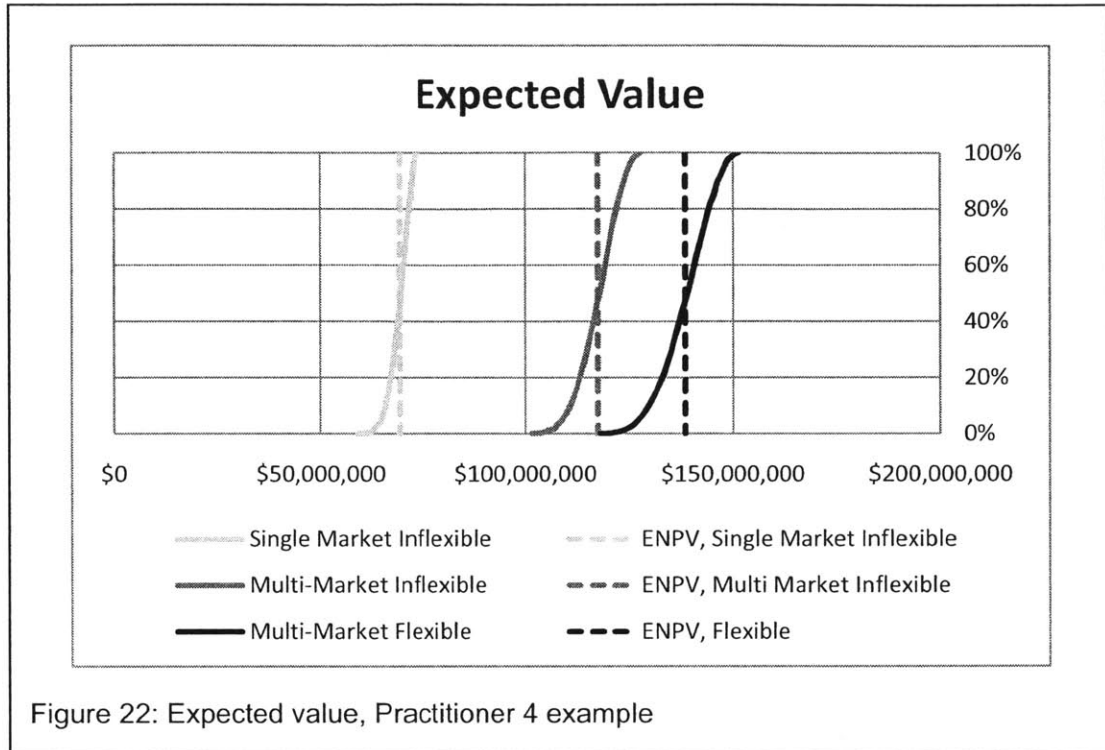 Expected Value
100%
80%
60%
40%
20%
0%
$0 $50,000,000 $100,000,000 $150,000,000 $200,000,000
Single Market Inflexible ENPV, Single Market Inflexible
Multi-Market Inflexible ENPV, Multi Market Inflexible
Multi-Market Flexible ENPV, Flexible
Figure 22: Expected value, Practitioner 4 example